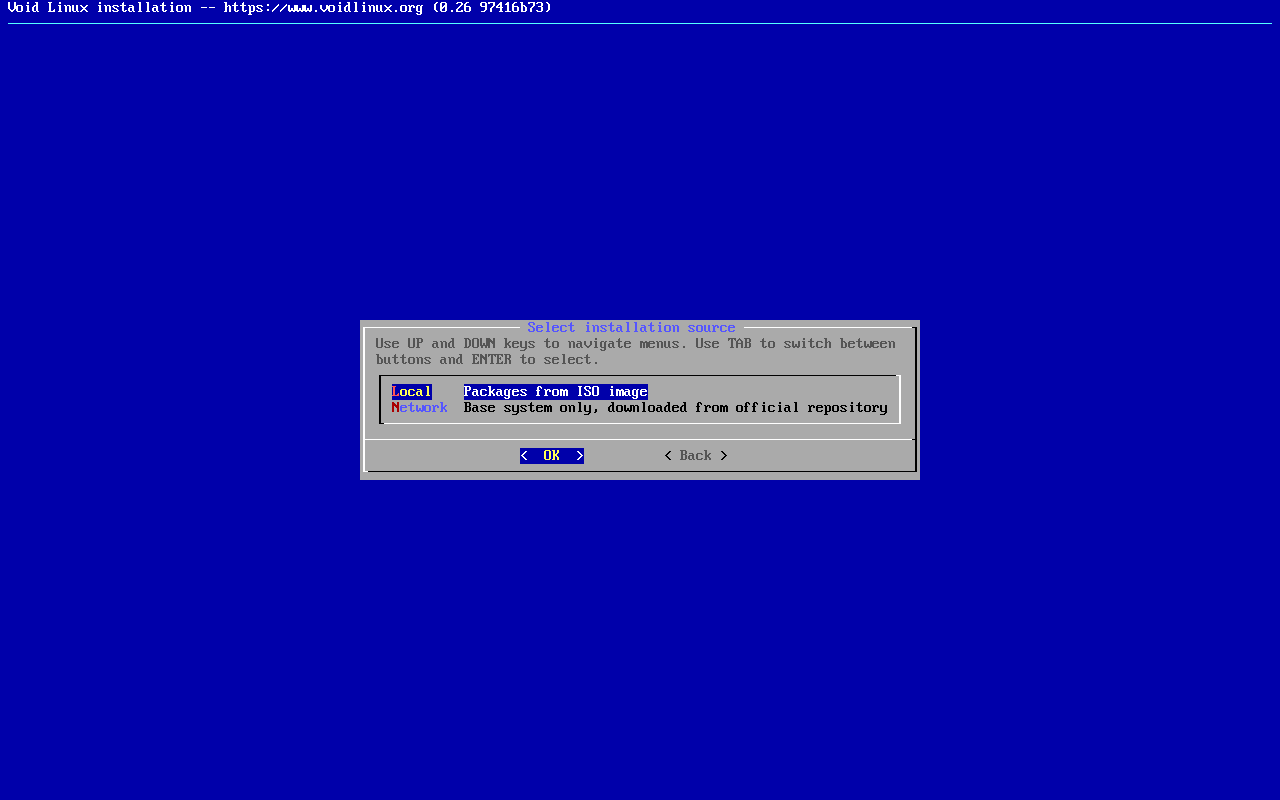 Void Linux installation -- https://www.voidlinux.org (0.26 97416b73)
Select installation source
Use UP and DOWN keys to navigate menus. Use TAB to switch between
buttons and ENTER to select.
Local Packages from ISO image
Network Base system only, downloaded from official repository
< OK > < Back >